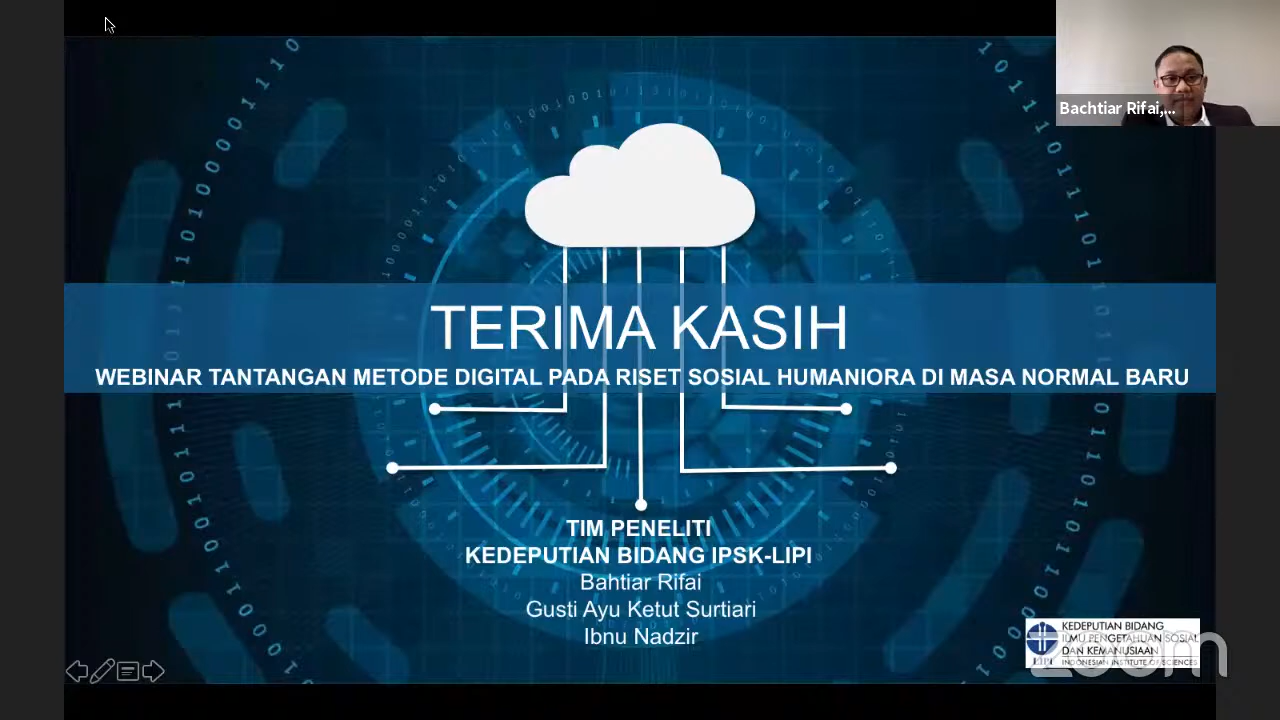 Bachtiar Rifai,...
TERIMA KASIH
WEBINAR TANTANGAN METODE DIGITAL PADA RISET SOSIAL HUMANIORA DI MASA NORMAL BARU
TIM PENELITI
KEDEPUTIAN BIDANG IPSK-LIPI
Bahtiar Rifai
Gusti Ayu Ketut Surtiari
Ibnu Nadzir
KEDEPUTIAN BIDANG
ILMU PENGETAHUAN SOSIAL
DAN KEMANUSIAAN
INDONESIAN INSTITUTE OF SCIENCES
LIPI
zoom